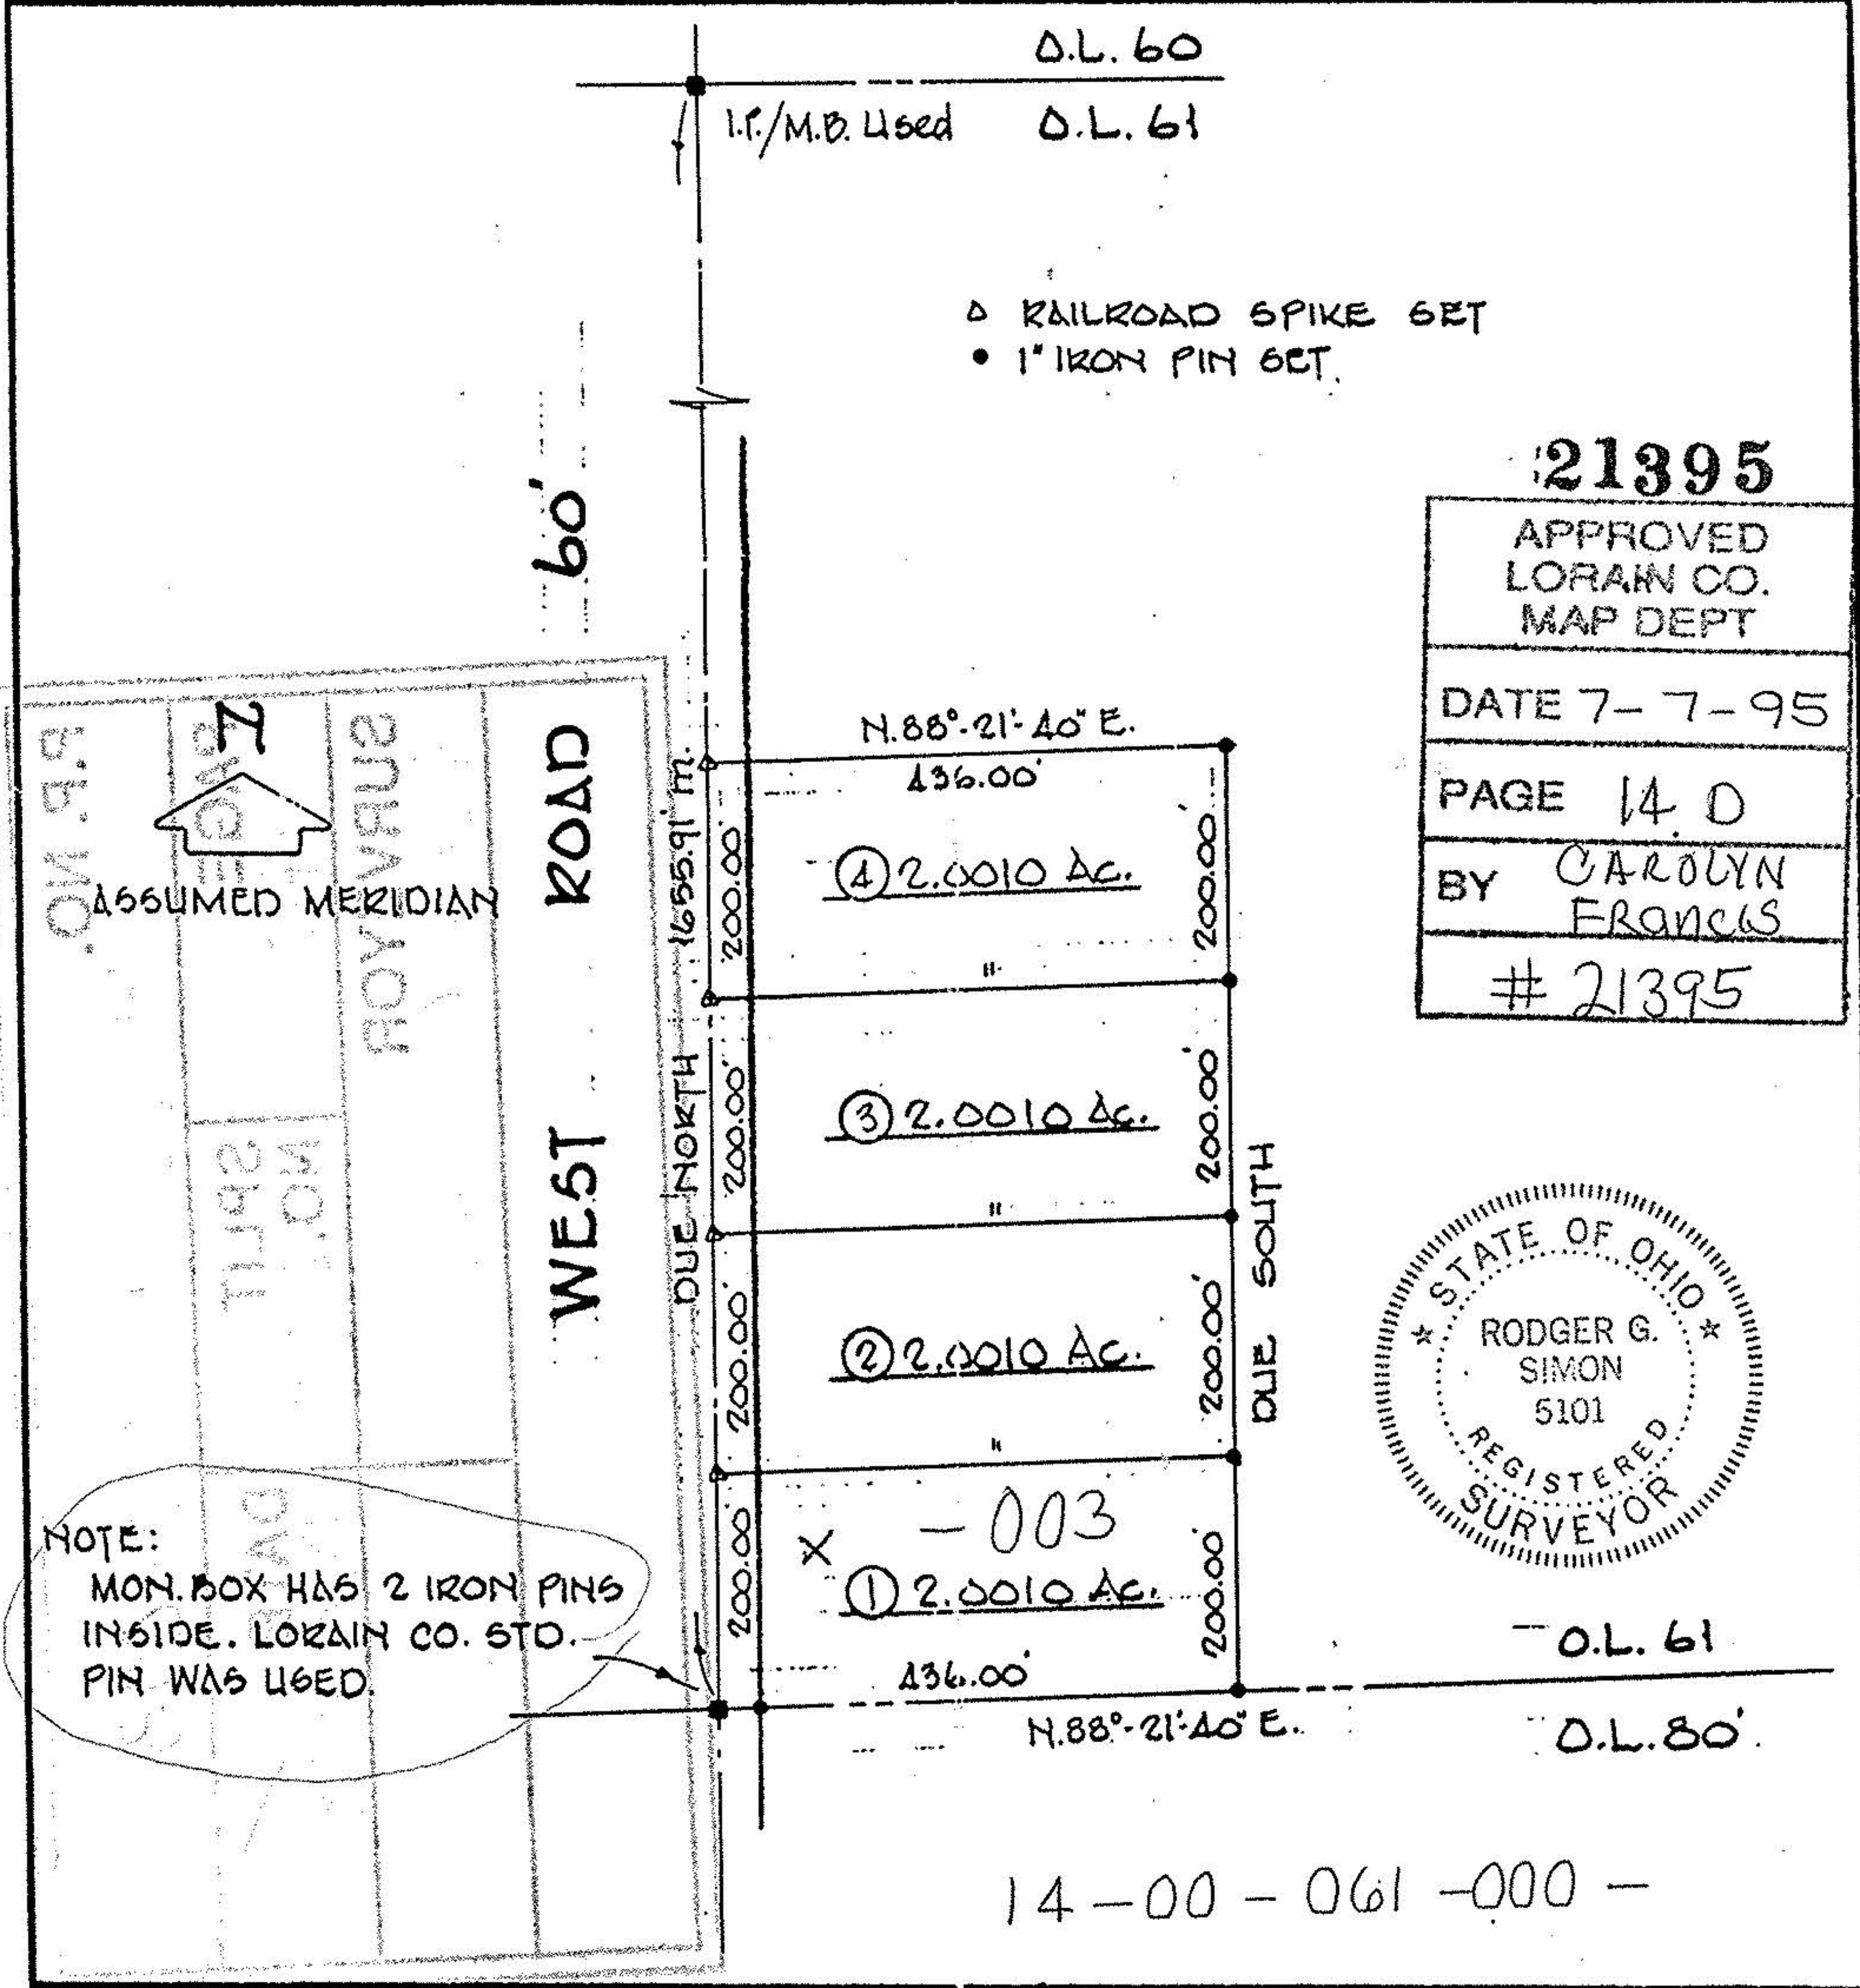 O.L. 60
I.P./M.B. Used O.L. 61
△ RAILROAD SPIKE SET
● 1" IRON PIN SET.
21395
APPROVED
LORAIN CO.
MAP DEPT
DATE 7-7-95
PAGE 14 D
BY CAROLYN
FRANCIS
# 21395
60'
WEST ROAD
N
ASSUMED MERIDIAN
P.P. NO.
PAGE
SURVEYOR
SPLIT
NO.
DUE NORTH 1655.91' m.
N.88°-21'-40" E.
436.00'
200.00'
④ 2.0010 Ac.
200.00'
"
200.00'
③ 2.0010 Ac.
200.00'
"
200.00'
② 2.0010 Ac.
200.00'
"
DUE SOUTH
- 003
X
200.00'
① 2.0010 Ac.
200.00'
436.00'
N.88°-21'-40" E.
NOTE:
MON. BOX HAS 2 IRON PINS
INSIDE. LORAIN CO. STD.
PIN WAS USED.
STATE OF OHIO
RODGER G.
SIMON
5101
REGISTERED
SURVEYOR
O.L. 61
O.L. 80
14-00-061-000-